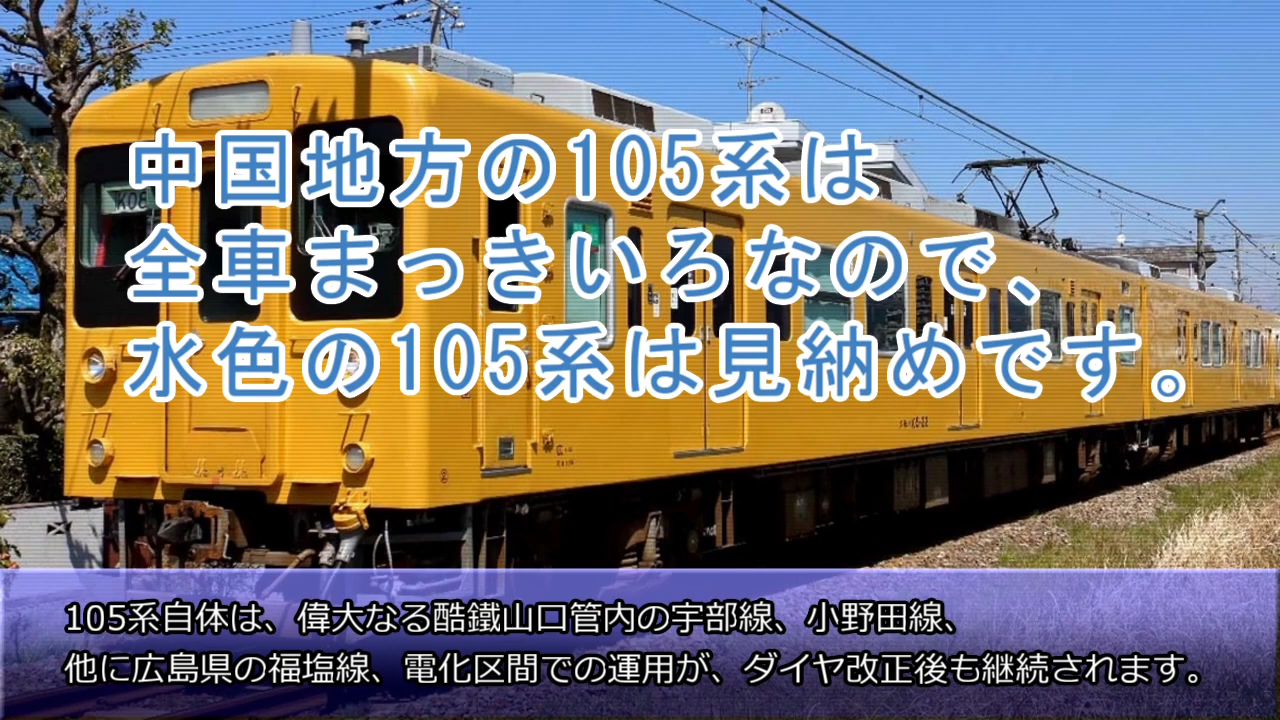 中国地方の105系は
全車まっきいろなので、
水色の105系は見納めです。
105系自体は、偉大なる酷鐵山口管内の宇部線、小野田線、
他に広島県の福塩線、電化区間での運用が、ダイヤ改正後も継続されます。